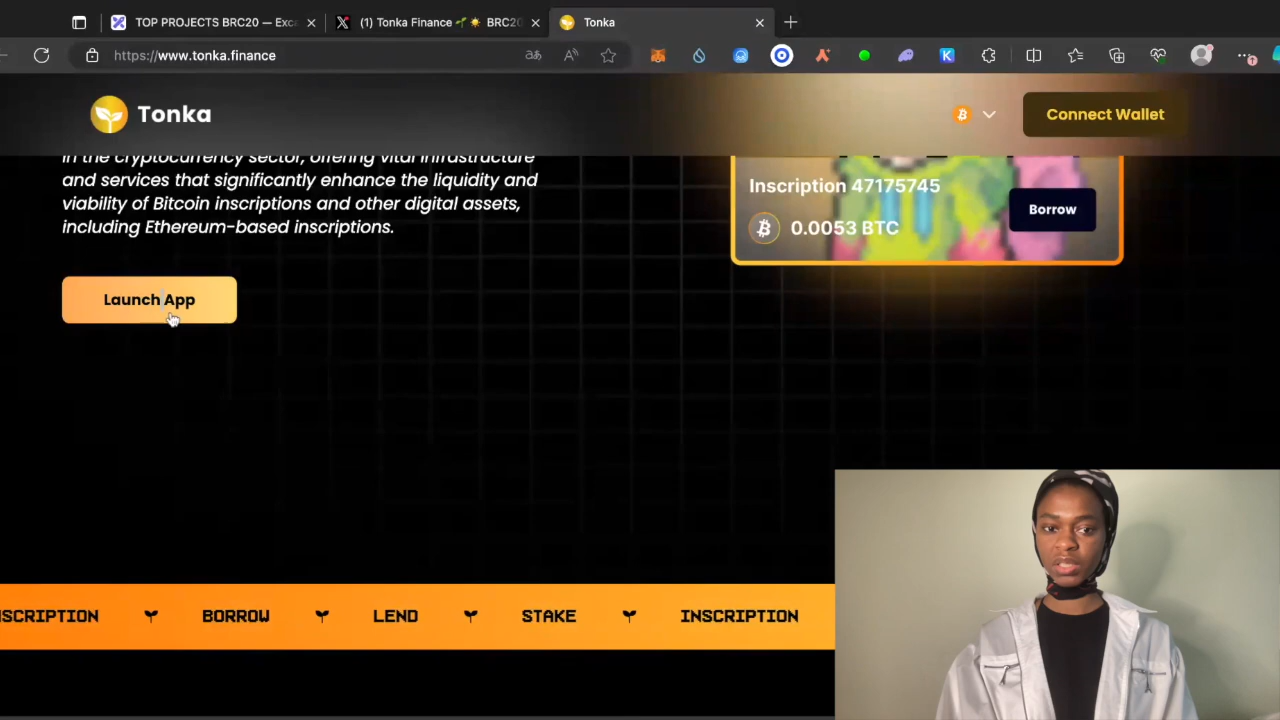 TOP PROJECTS BRC20 — Exca
(1) Tonka Finance🌱☀️ BRC20
Tonka
https://www.tonka.finance
Tonka
Connect Wallet
in the cryptocurrency sector, offering vital infrastructure
and services that significantly enhance the liquidity and
viability of Bitcoin inscriptions and other digital assets,
including Ethereum-based inscriptions.
Launch App
Inscription 47175745
0.0053 BTC
Borrow
NSCRIPTION BORROW LEND STAKE INSCRIPTION